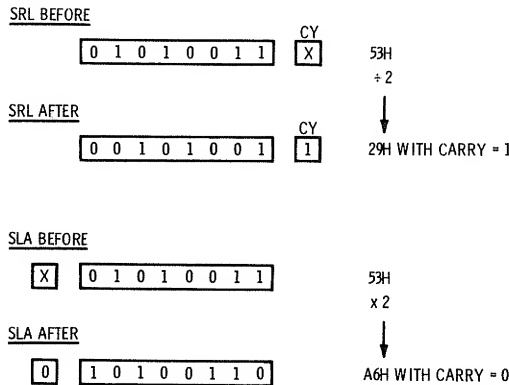 SRL BEFORE
CY
0 1 0 1 0 0 1 1 X 53H
÷ 2
SRL AFTER
CY
0 0 1 0 1 0 0 1 1 29H WITH CARRY = 1
SLA BEFORE
X 0 1 0 1 0 0 1 1 53H
x 2
SLA AFTER
0 1 0 1 0 0 1 1 0 A6H WITH CARRY = 0